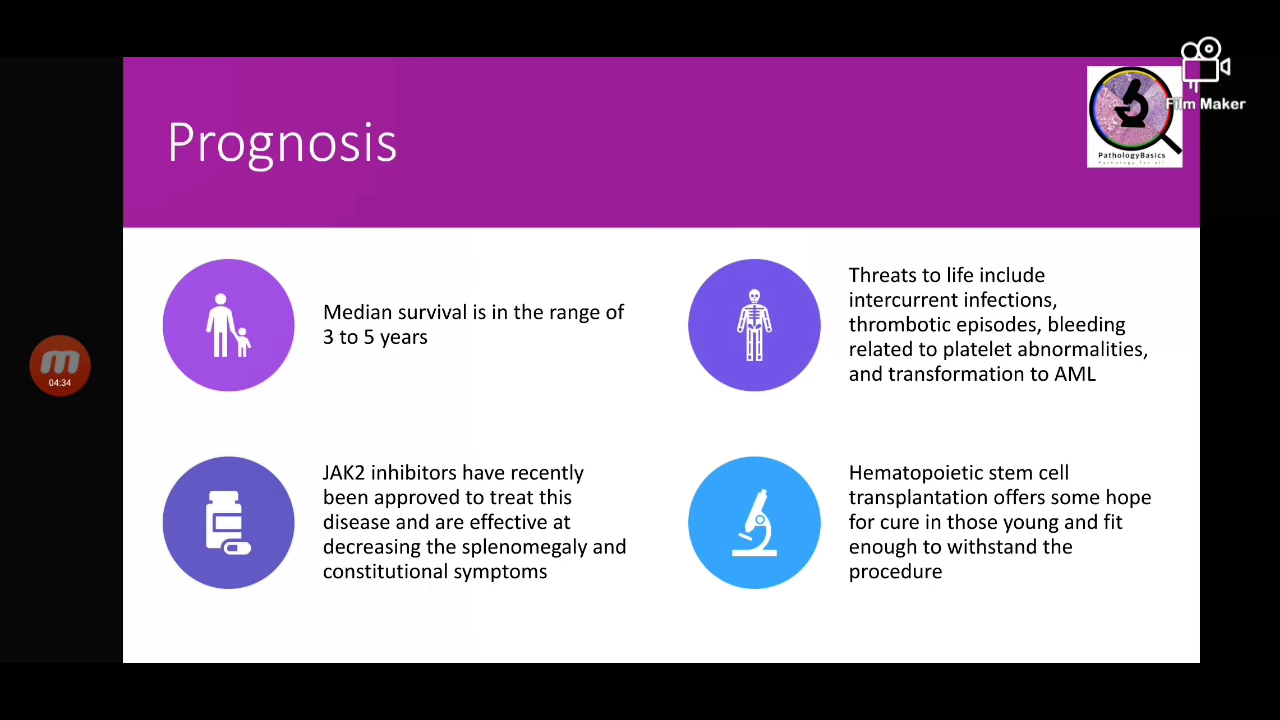 Film Maker
PathologyBasics
Pathology for all
Prognosis
Median survival is in the range of
3 to 5 years
Threats to life include
intercurrent infections,
thrombotic episodes, bleeding
related to platelet abnormalities,
and transformation to AML
04:34
JAK2 inhibitors have recently
been approved to treat this
disease and are effective at
decreasing the splenomegaly and
constitutional symptoms
Hematopoietic stem cell
transplantation offers some hope
for cure in those young and fit
enough to withstand the
procedure